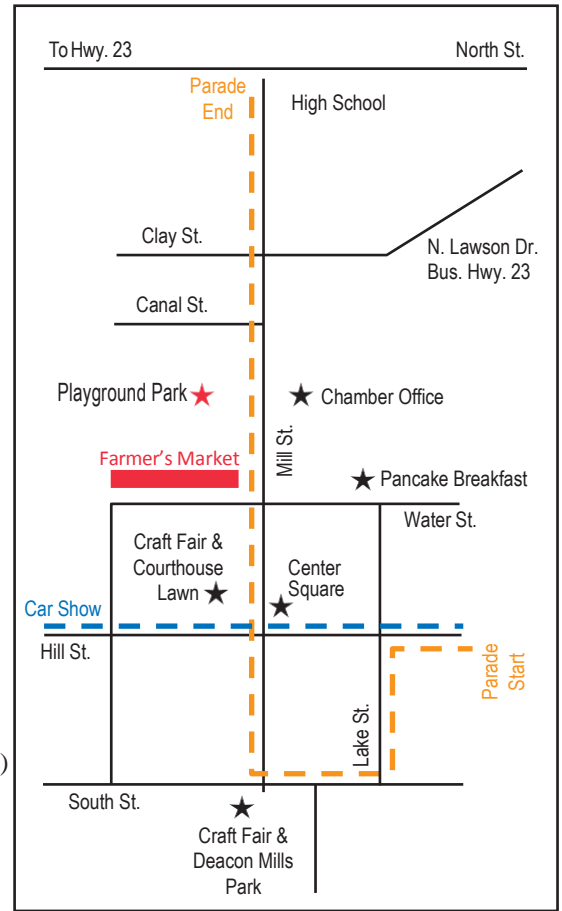 To Hwy. 23
North St.
Parade
End
High School
Clay St.
N. Lawson Dr.
Bus. Hwy. 23
Canal St.
Playground Park
Chamber Office
Mill St.
Farmer's Market
Pancake Breakfast
Water St.
Craft Fair &
Courthouse
Lawn
Center
Square
Car Show
Hill St.
Parade
Start
Lake St.
)
South St.
Craft Fair &
Deacon Mills
Park